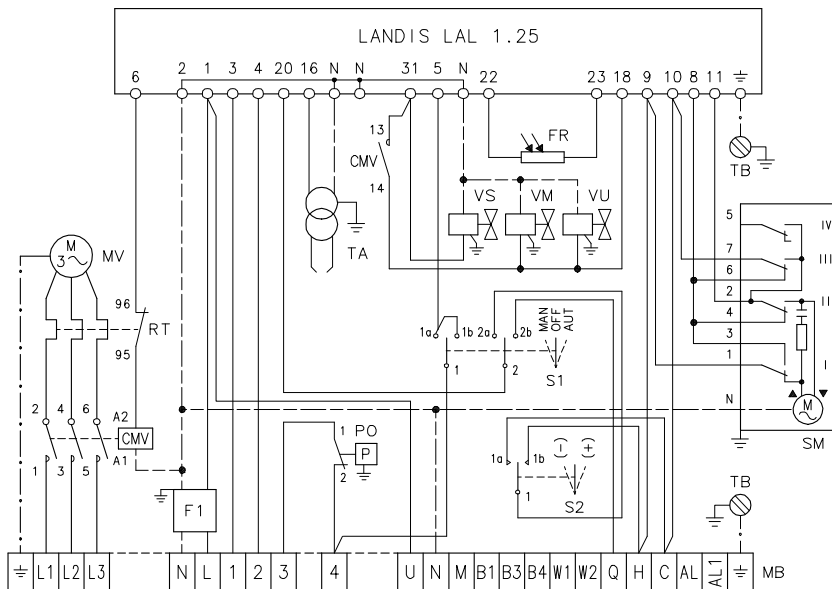 LANDIS LAL 1.25
6 2 1 3 4 20 16 N N 31 5 N 22 23 18 9 10 8 11
13
CMV
14
FR
TB
TA
VS VM VU
M
3
MV
96
RT
95
5 IV
7 III
6
2 II
4
3
1 I
N
M
SM
1a 1b 2a 2b
MAN
OFF
AUT
1 2
S1
2 4 6 A2
CMV
1 3 5 A1
1 PO
P
2
1a 1b
(-) (+)
1
S2
F1
TB
L1 L2 L3 N L 1 2 3 4 U N M B1 B3 B4 W1 W2 Q H C AL AL1 MB